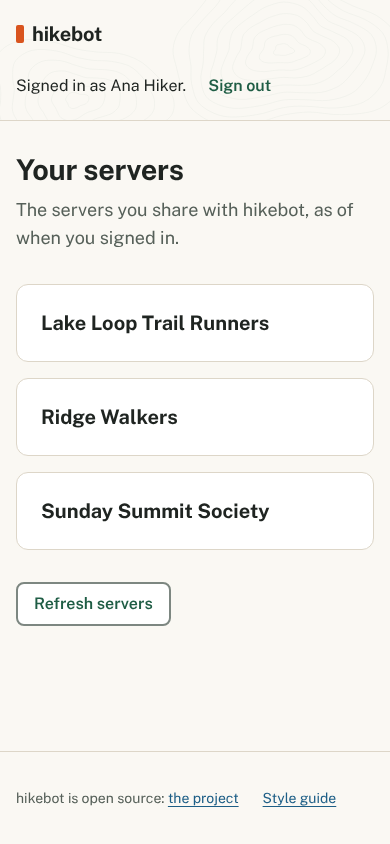 hikebot
Signed in as Ana Hiker. Sign out
Your servers
The servers you share with hikebot, as of
when you signed in.
Lake Loop Trail Runners
Ridge Walkers
Sunday Summit Society
Refresh servers
hikebot is open source: the project Style guide